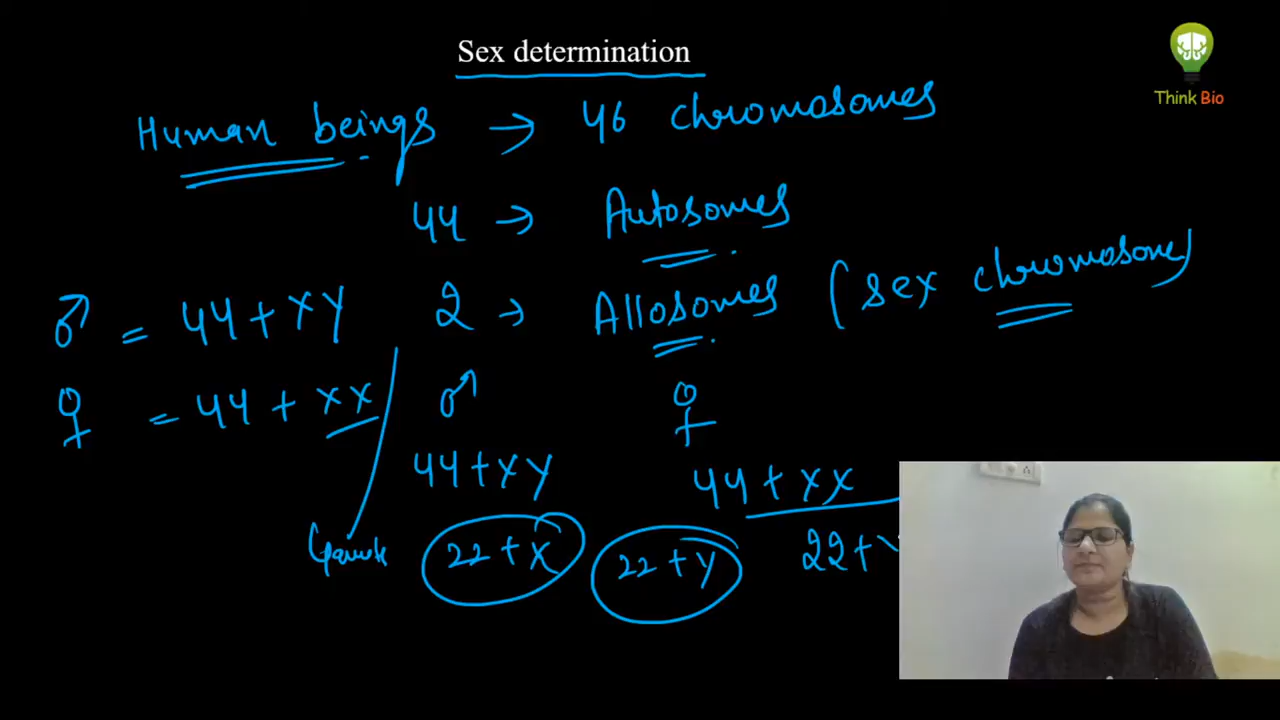 Sex determination
Think Bio
Human beings → 46 chromosomes
44 → Autosomes
2 → Allosomes (sex chromosome)
♂ = 44 + XY
♀ = 44 + XX
♂ ♀
44 + XY 44 + XX
22 + X 22 + Y 22 +